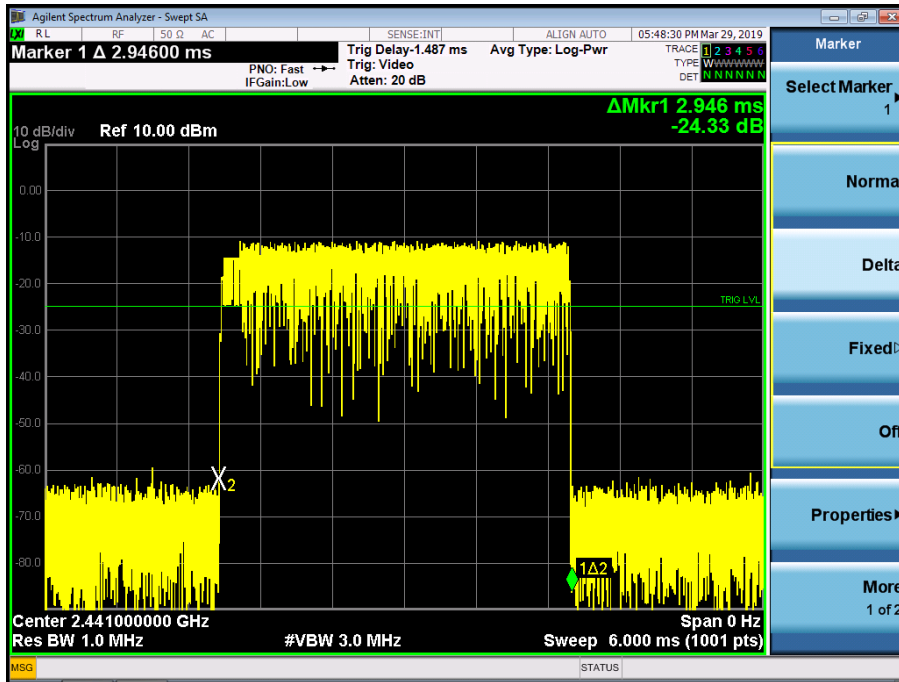 Agilent Spectrum Analyzer - Swept SA
LXI RL RF 50 Ω AC SENSE:INT ALIGN AUTO 05:48:30 PM Mar 29, 2019
Marker 1 Δ 2.94600 ms
PNO: Fast
IFGain:Low
Trig Delay-1.487 ms
Trig: Video
Atten: 20 dB
Avg Type: Log-Pwr
TRACE 1 2 3 4 5 6
TYPE WWWWWW
DET N N N N N N
ΔMkr1 2.946 ms
-24.33 dB
10 dB/div Ref 10.00 dBm
Log
0.00
-10.0
-20.0
TRIG LVL
-30.0
-40.0
-50.0
-60.0
2
-70.0
-80.0
1Δ2
Center 2.441000000 GHz Span 0 Hz
Res BW 1.0 MHz #VBW 3.0 MHz Sweep 6.000 ms (1001 pts)
MSG STATUS
Marker
Select Marker
1
Norma
Delta
Fixed
Off
Properties
More
1 of 2